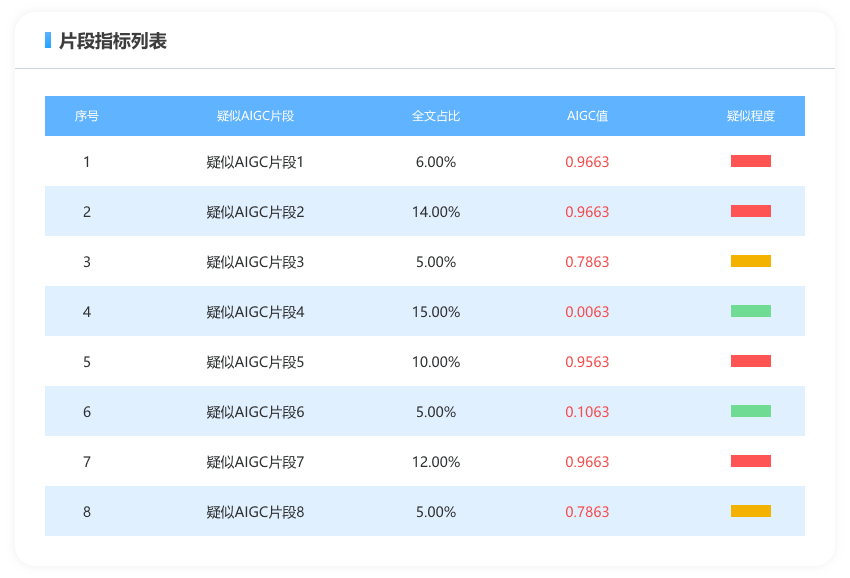 片段指标列表
序号 疑似AIGC片段 全文占比 AIGC值 疑似程度
1 疑似AIGC片段1 6.00% 0.9663
2 疑似AIGC片段2 14.00% 0.9663
3 疑似AIGC片段3 5.00% 0.7863
4 疑似AIGC片段4 15.00% 0.0063
5 疑似AIGC片段5 10.00% 0.9563
6 疑似AIGC片段6 5.00% 0.1063
7 疑似AIGC片段7 12.00% 0.9663
8 疑似AIGC片段8 5.00% 0.7863